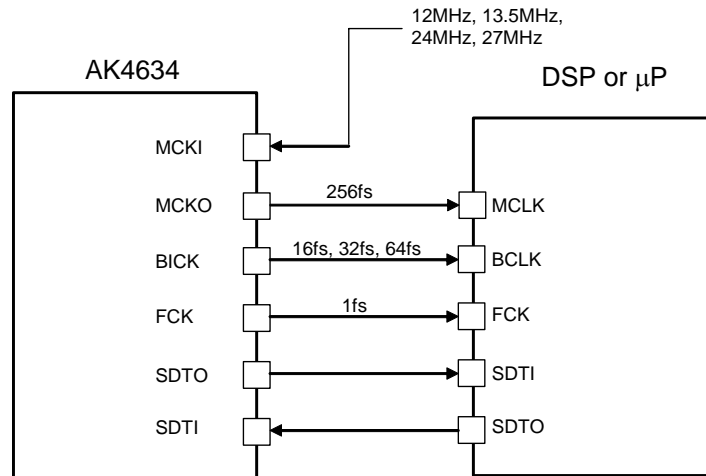 12MHz, 13.5MHz,
24MHz, 27MHz
AK4634
DSP or μP
MCKI
MCKO
256fs
MCLK
BICK
16fs, 32fs, 64fs
BCLK
FCK
1fs
FCK
SDTO
SDTI
SDTI
SDTO